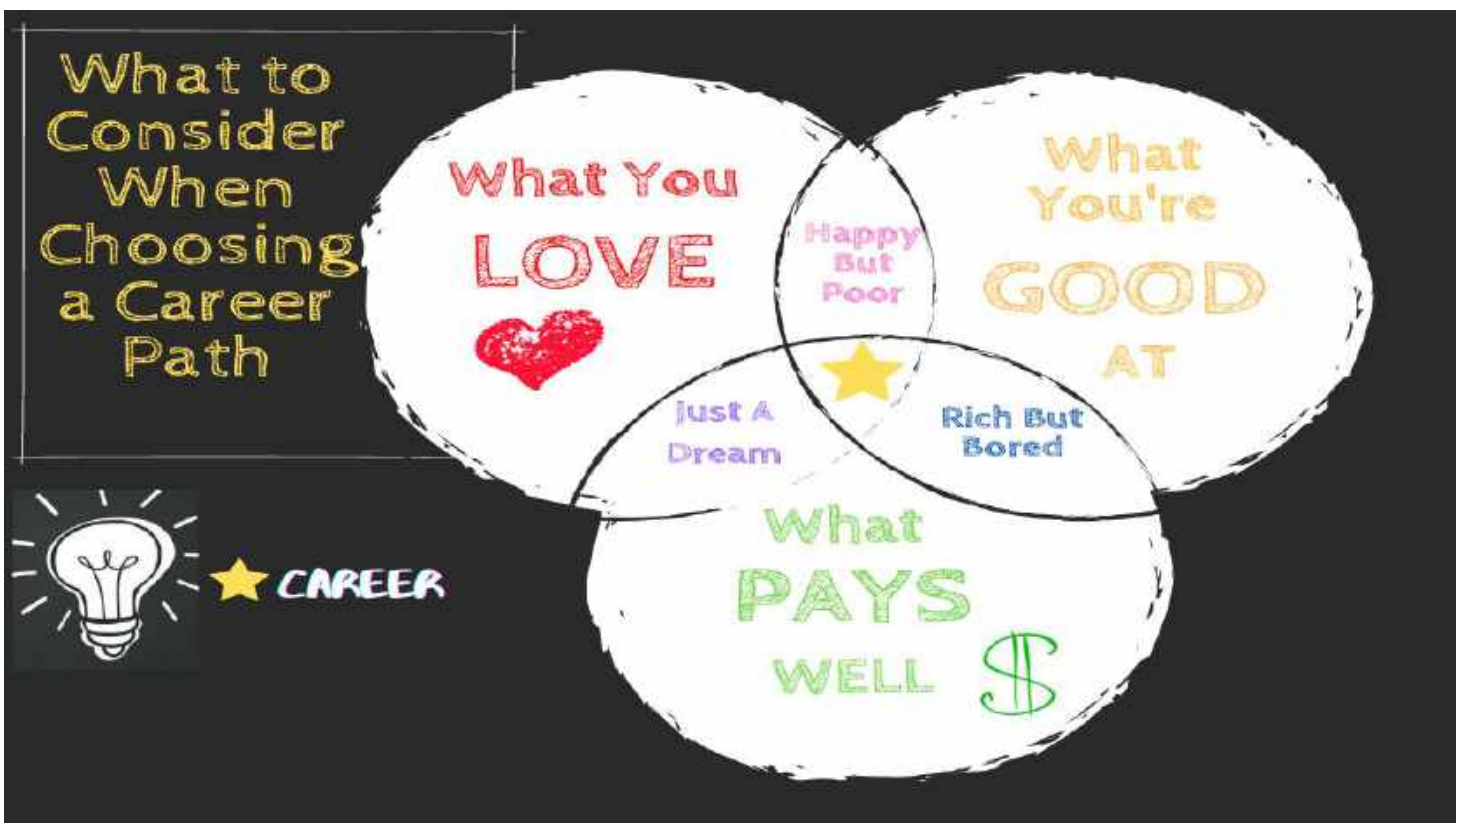 What to
Consider
When
Choosing
a Career
Path
What You
LOVE
What
You're
GOOD
AT
Happy
But
Poor
Just A
Dream
Rich But
Bored
What
PAYS
WELL
$
CAREER